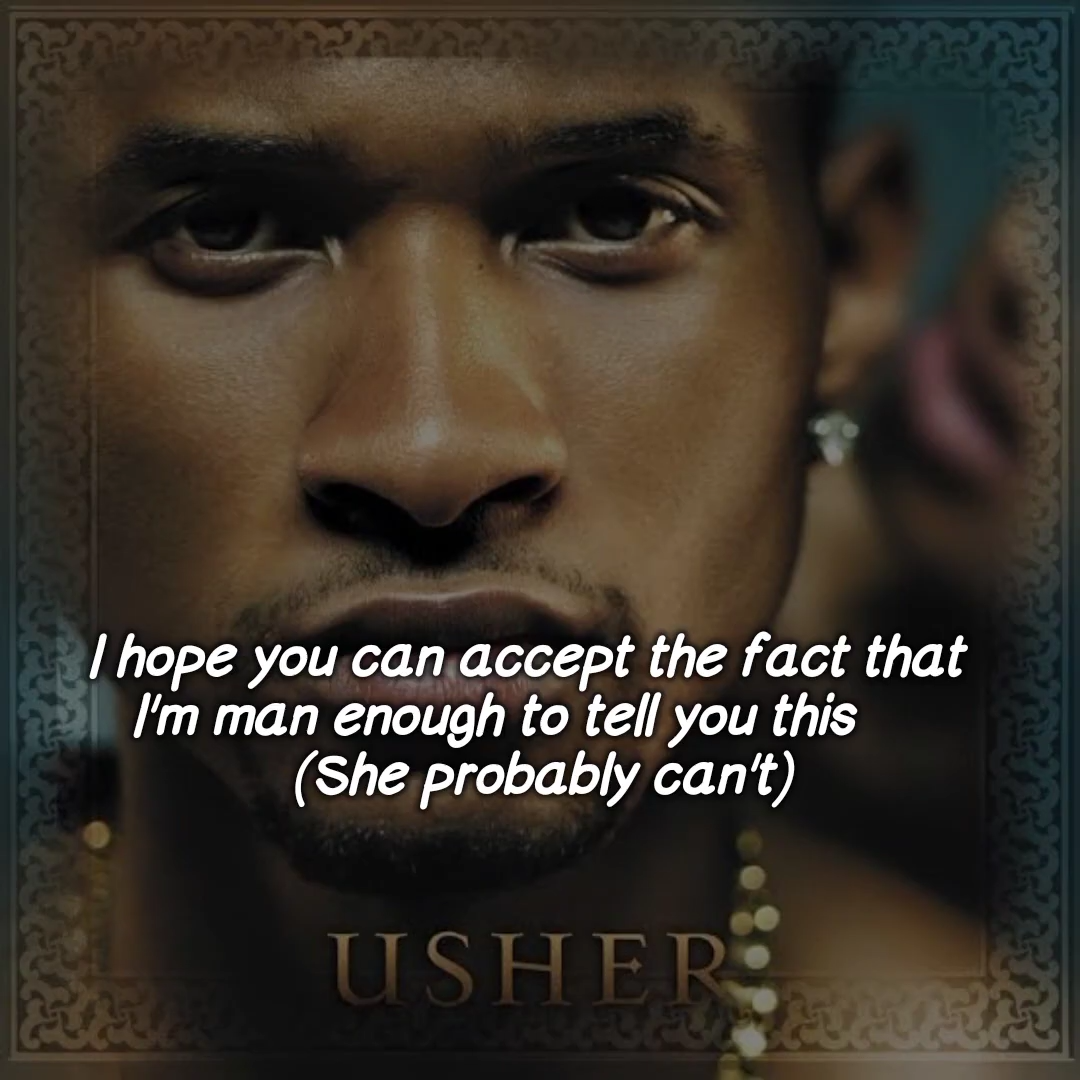 I hope you can accept the fact that
I'm man enough to tell you this
(She probably can't)
USHER